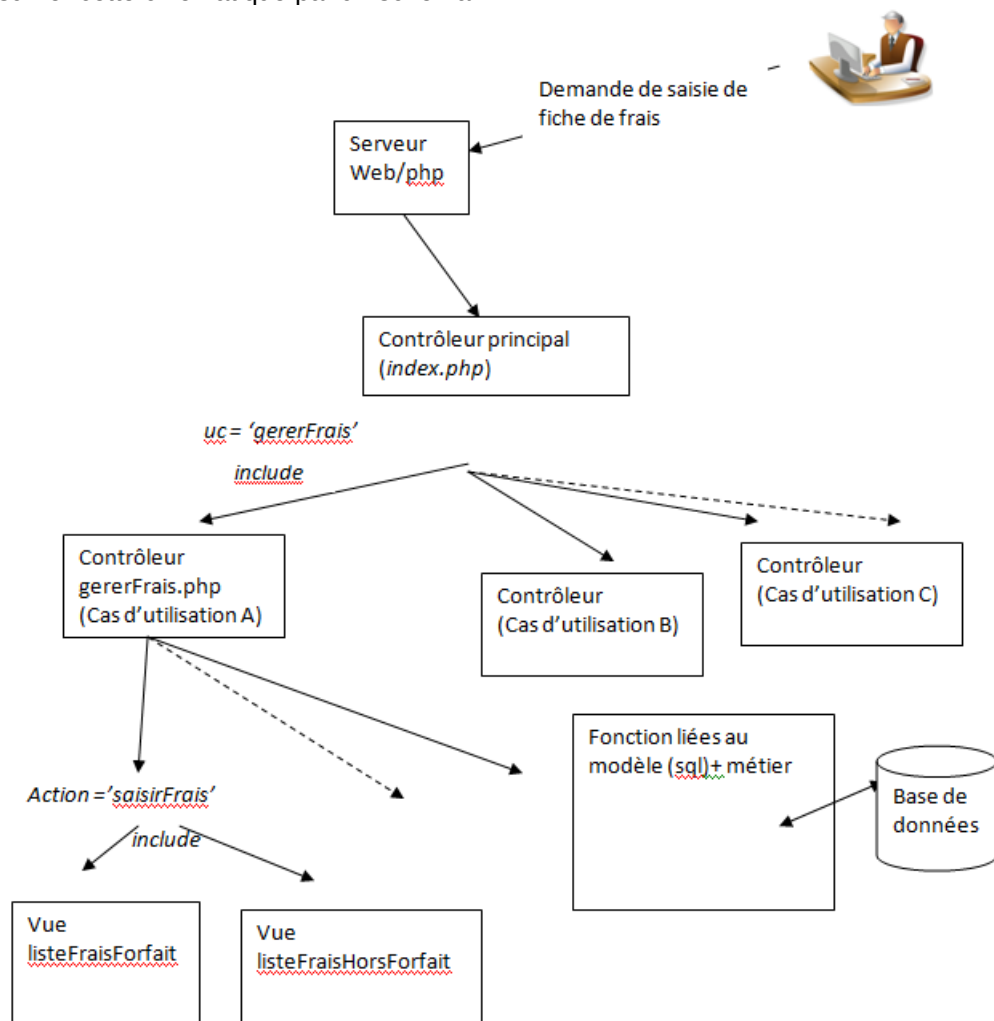 Demande de saisie de
fiche de frais
Serveur
Web/php
Contrôleur principal
(index.php)
uc = ‘gererFrais’
include
Contrôleur
gererFrais.php
(Cas d’utilisation A)
Contrôleur
(Cas d’utilisation B)
Contrôleur
(Cas d’utilisation C)
Fonction liées au
modèle (sql)+ métier
Base de
données
Action =’saisirFrais’
include
Vue
listeFraisForfait
Vue
listeFraisHorsForfait